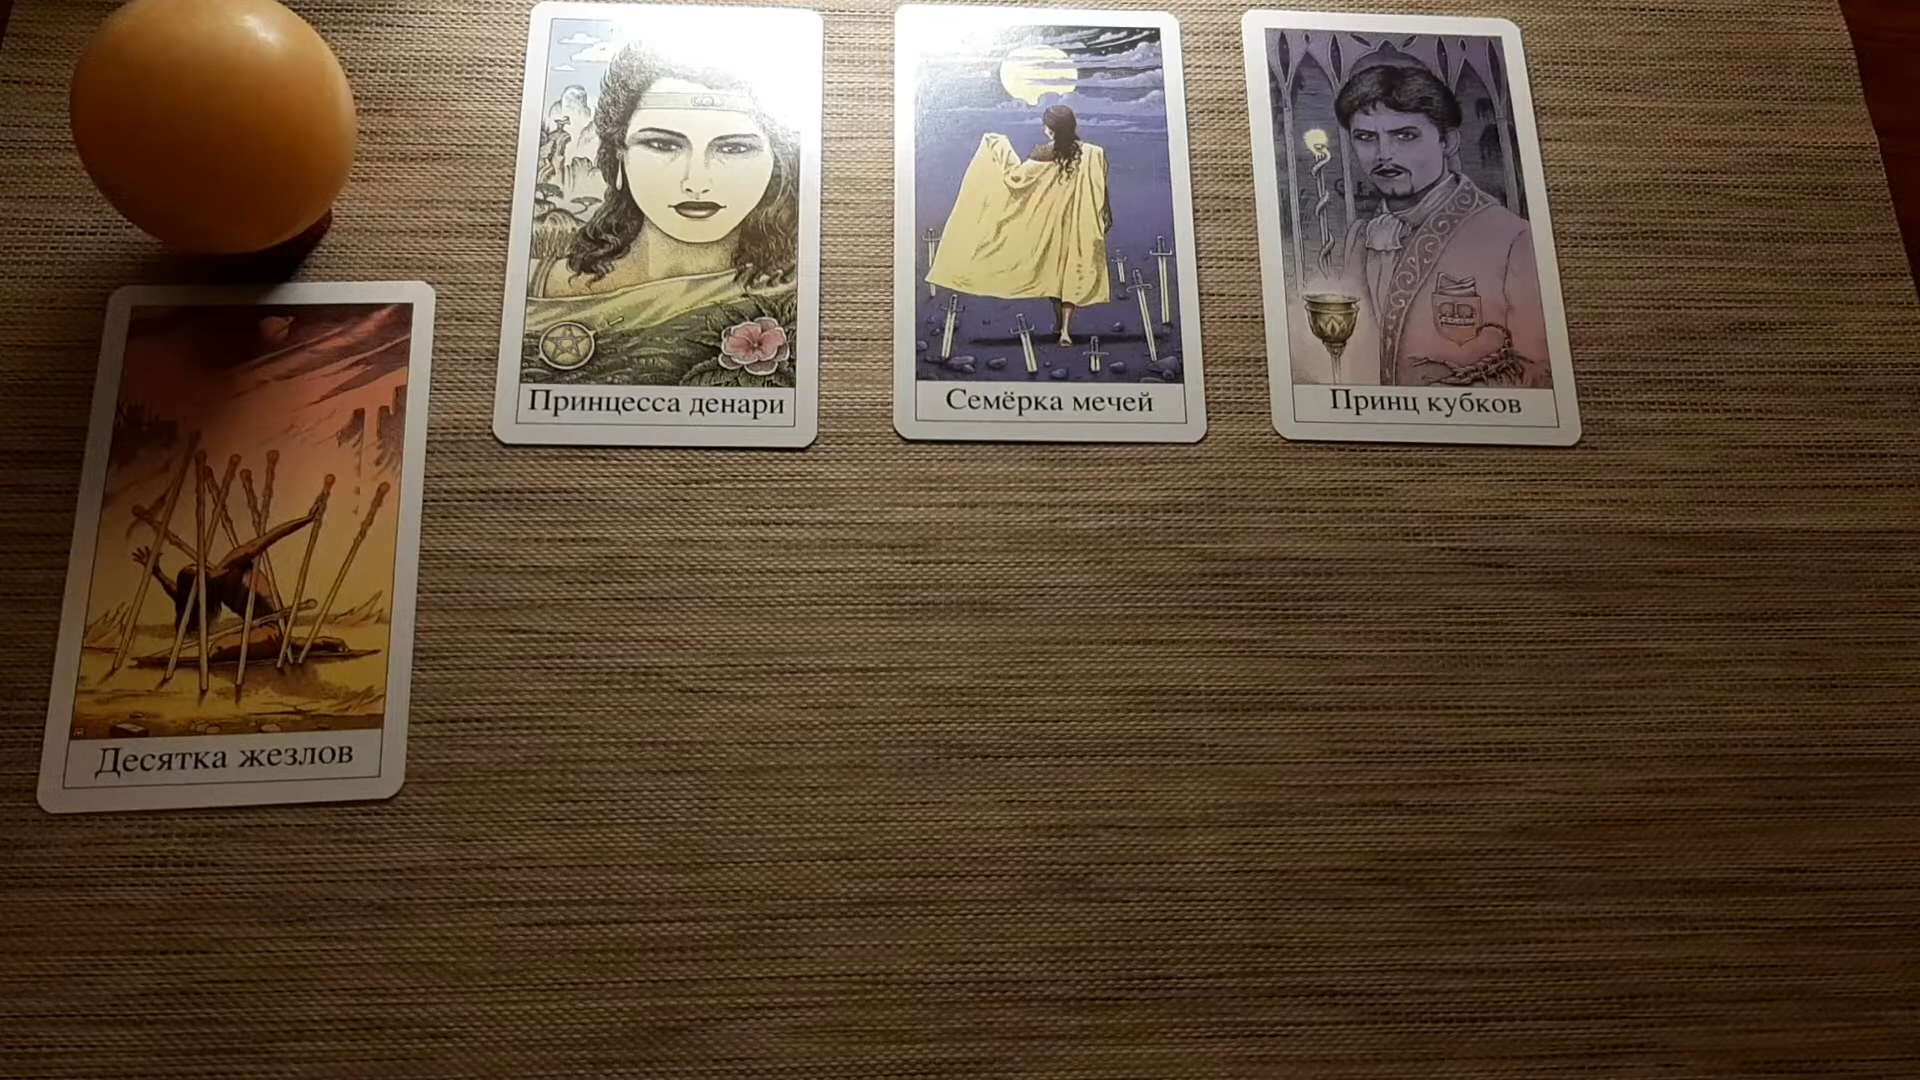 Принцесса денари
Семёрка мечей
Принц кубков
Десятка жезлов